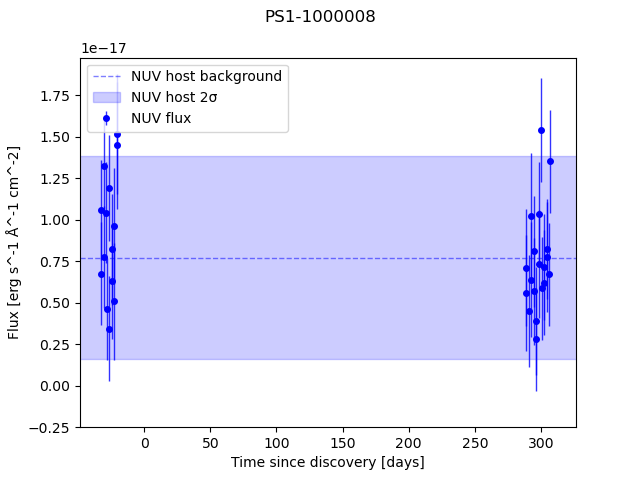 PS1-1000008
1e−17
NUV host background
NUV host 2σ
NUV flux
1.75
1.50
1.25
1.00
0.75
0.50
0.25
0.00
−0.25
Flux [erg s^-1 Å^-1 cm^-2]
0 50 100 150 200 250 300
Time since discovery [days]